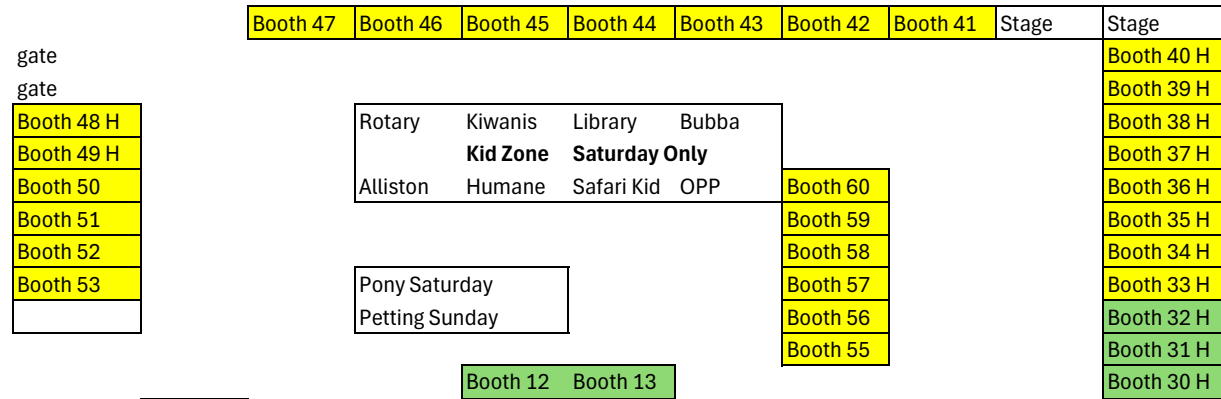 Booth 47 Booth 46 Booth 45 Booth 44 Booth 43 Booth 42 Booth 41 Stage Stage
gate Booth 40 H
gate Booth 39 H
Booth 48 H Rotary Kiwanis Library Bubba Booth 38 H
Booth 49 H Kid Zone Saturday Only Booth 37 H
Booth 50 Alliston Humane Safari Kid OPP Booth 60 Booth 36 H
Booth 51 Booth 59 Booth 35 H
Booth 52 Booth 58 Booth 34 H
Booth 53 Pony Saturday Booth 57 Booth 33 H
Petting Sunday Booth 56 Booth 32 H
Booth 55 Booth 31 H
Booth 12 Booth 13 Booth 30 H